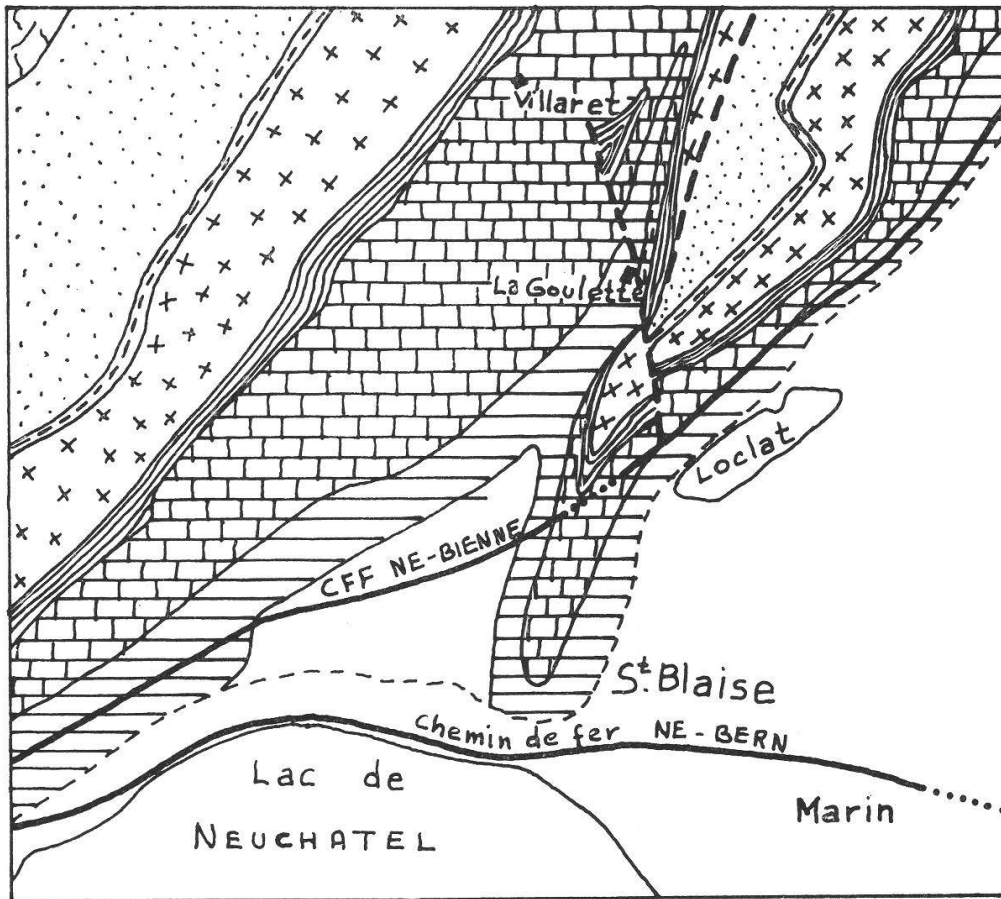 Villaret
La Goulette
Loclat
CFF NE-BIENNE
St. Blaise
Chemin de fer NE-BERN
Lac de
NEUCHATEL
Marin